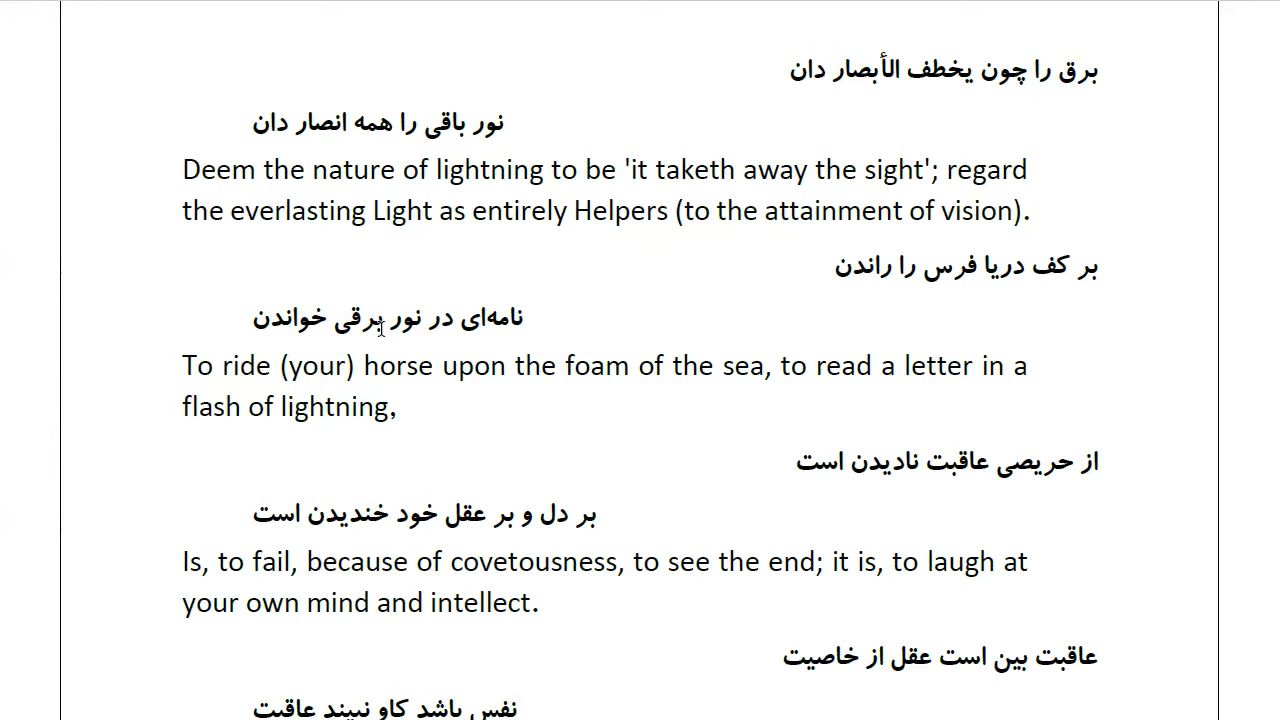 برق را چون یخطف الأبصار دان
نور باقی را همه انصار دان
Deem the nature of lightning to be 'it taketh away the sight'; regard
the everlasting Light as entirely Helpers (to the attainment of vision).
بر کف دریا فرس را راندن
نامه‌ای در نور برقی خواندن
To ride (your) horse upon the foam of the sea, to read a letter in a
flash of lightning,
از حریصی عاقبت نادیدن است
بر دل و بر عقل خود خندیدن است
Is, to fail, because of covetousness, to see the end; it is, to laugh at
your own mind and intellect.
عاقبت بین است عقل از خاصیت
نفس باشد کاو نبیند عاقبت